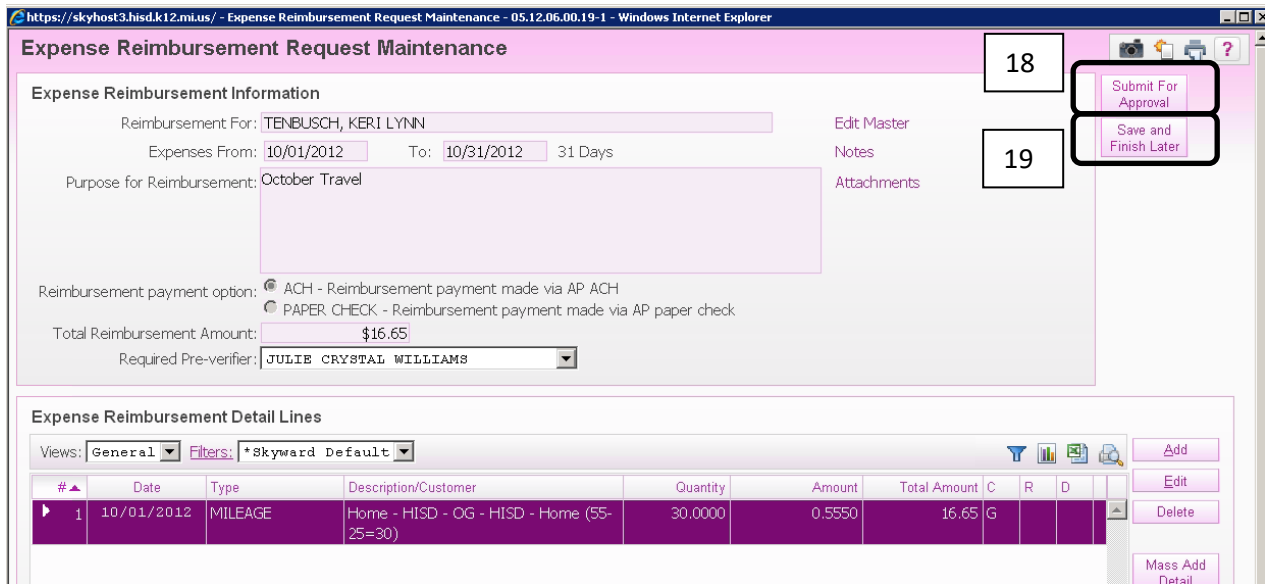 https://skyhost3.hisd.k12.mi.us/ - Expense Reimbursement Request Maintenance - 05.12.06.00.19-1 - Windows Internet Explorer
Expense Reimbursement Request Maintenance
?
18
Expense Reimbursement Information
Submit For
Approval
Reimbursement For: TENBUSCH, KERI LYNN
Edit Master
Save and
Finish Later
Expenses From: 10/01/2012 To: 10/31/2012 31 Days
Notes
19
Purpose for Reimbursement: October Travel
Attachments
Reimbursement payment option: ACH - Reimbursement payment made via AP ACH
PAPER CHECK - Reimbursement payment made via AP paper check
Total Reimbursement Amount: $16.65
Required Pre-verifier: JULIE CRYSTAL WILLIAMS
Expense Reimbursement Detail Lines
Views: General Filters: *Skyward Default
Add
# Date Type Description/Customer Quantity Amount Total Amount C R D
Edit
1 10/01/2012 MILEAGE Home - HISD - OG - HISD - Home (55-
25=30) 30.0000 0.5550 16.65 G
Delete
Mass Add
Detail